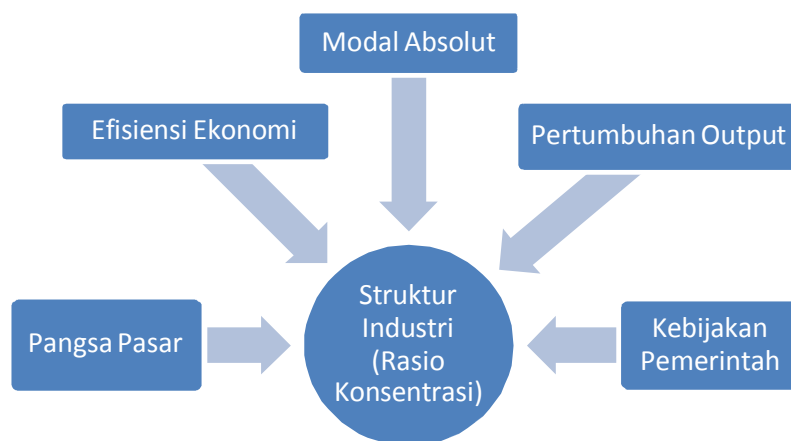 Modal Absolut
Efisiensi Ekonomi
Pertumbuhan Output
Pangsa Pasar
Struktur
Industri
(Rasio
Konsentrasi)
Kebijakan
Pemerintah